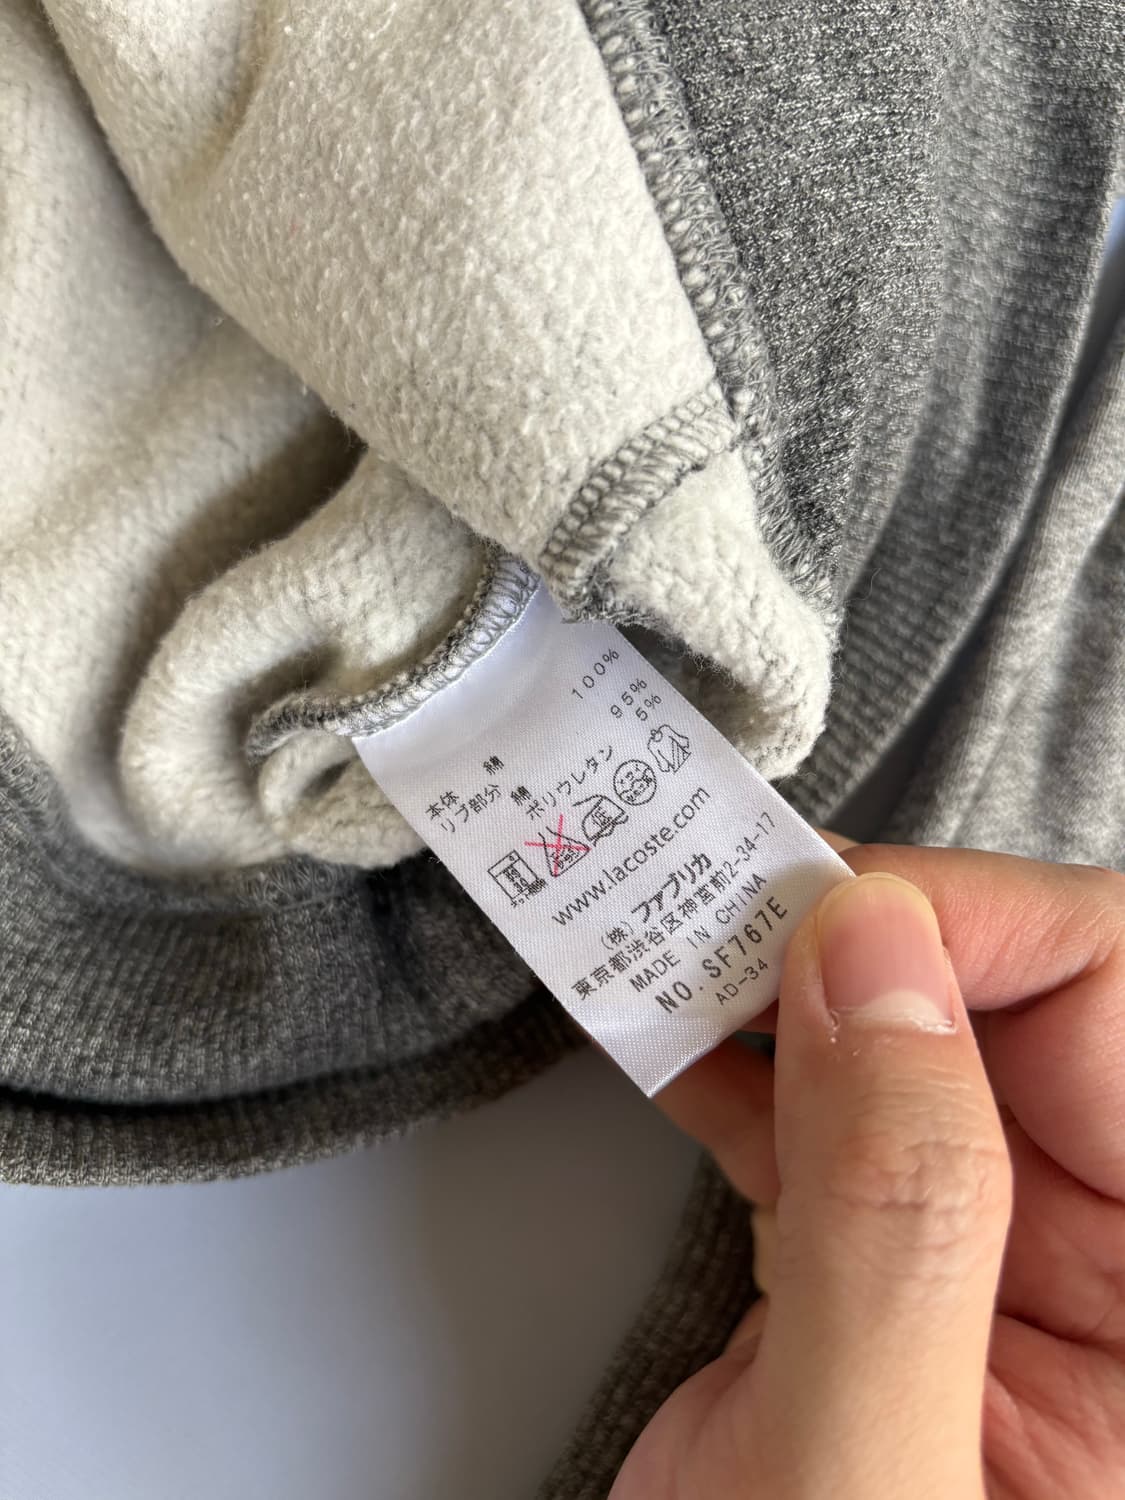 本体 綿 100%
リブ部分 綿 95%
ポリウレタン 5%
低
www.lacoste.com
(株) ファブリカ
東京都渋谷区神宮前2-34-17
MADE IN CHINA
NO. SF767E
AD-34